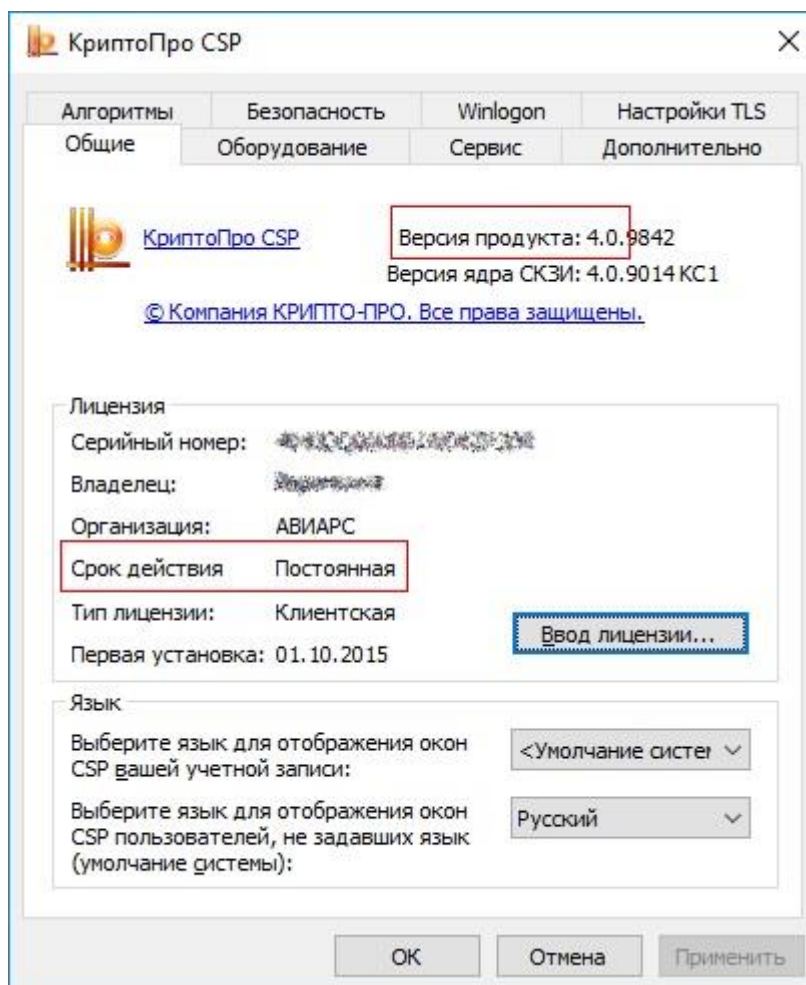 КриптоПро CSP
Алгоритмы Безопасность Winlogon Настройки TLS
Общие Оборудование Сервис Дополнительно
КриптоПро CSP Версия продукта: 4.0.9842
Версия ядра СКЗИ: 4.0.9014 КС1
© Компания КРИПТО-ПРО. Все права защищены.
Лицензия
Серийный номер:
Владелец:
Организация: АВИАРС
Срок действия Постоянная
Тип лицензии: Клиентская
Ввод лицензии...
Первая установка: 01.10.2015
Язык
Выберите язык для отображения окон
CSP вашей учетной записи:
<Умолчание систем
Выберите язык для отображения окон
CSP пользователей, не задавших язык
(умолчание системы):
Русский
ОК Отмена Применить